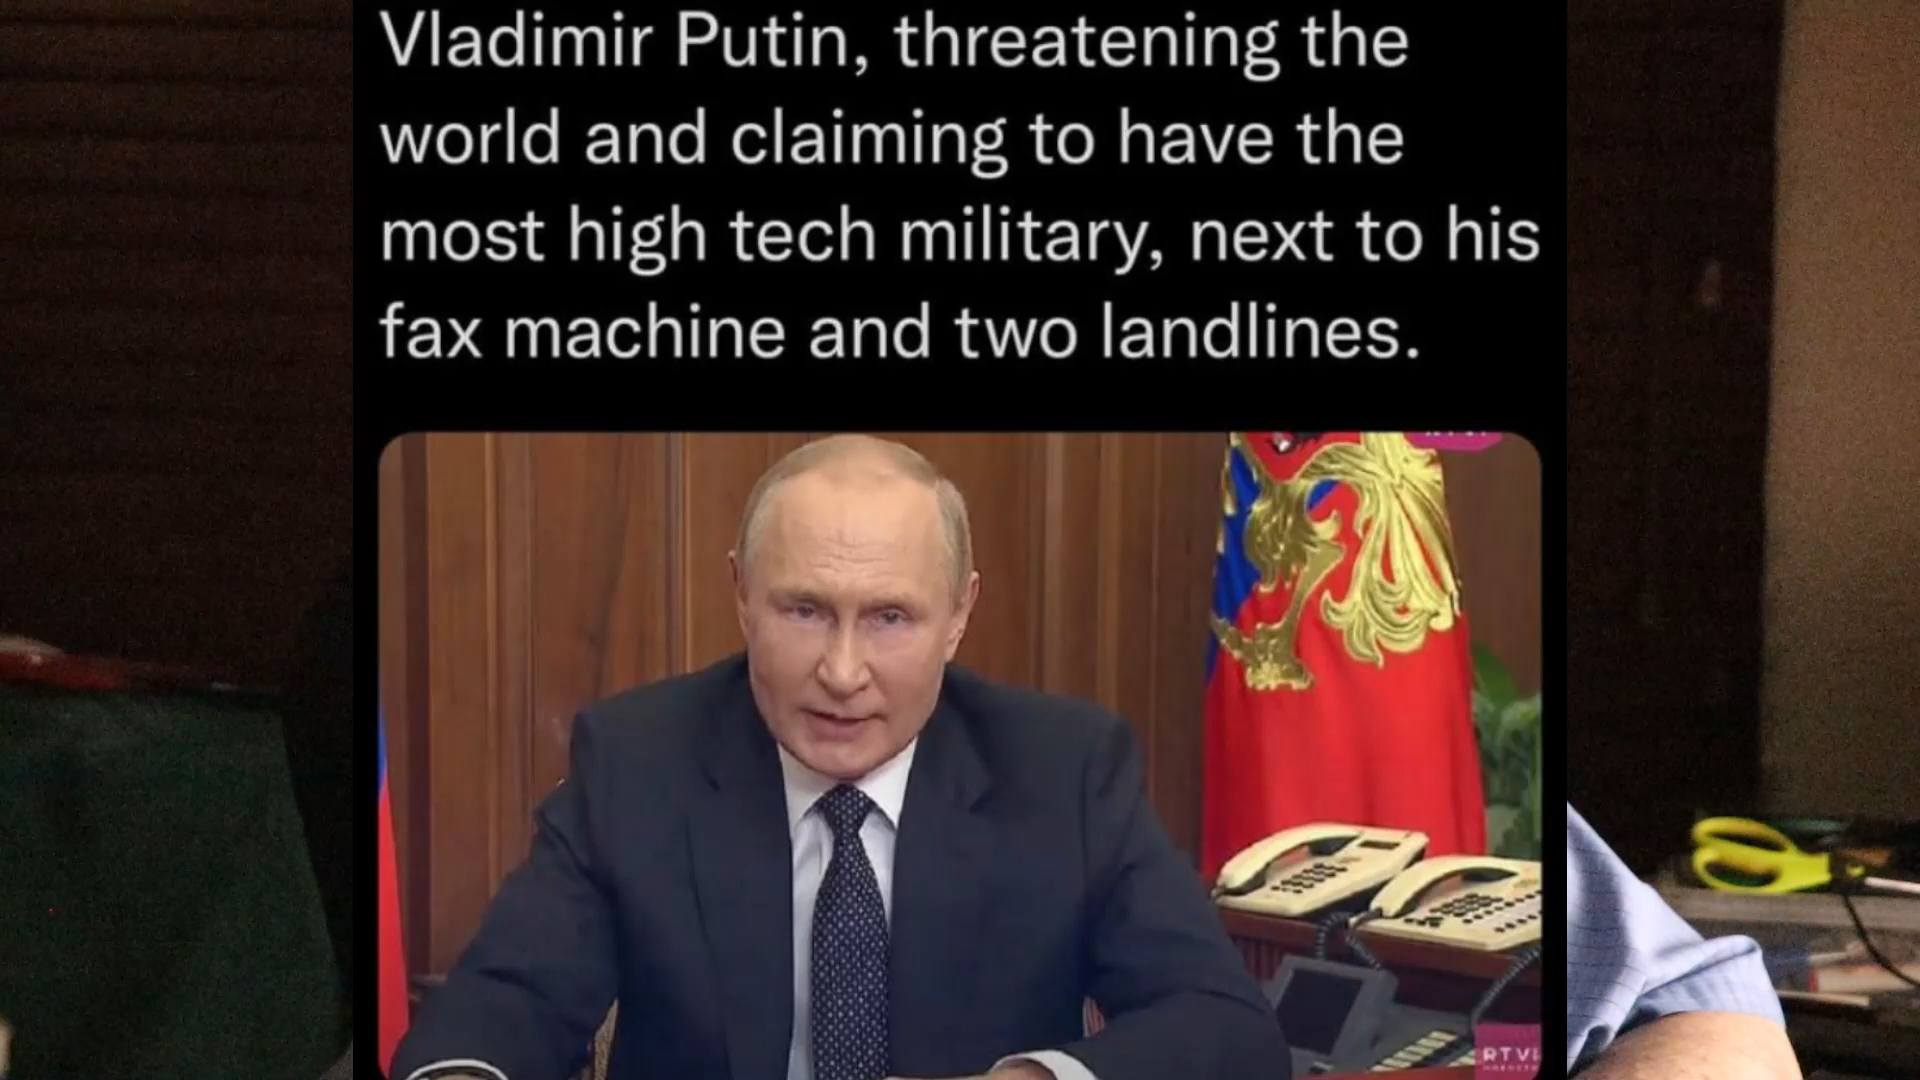 Vladimir Putin, threatening the
world and claiming to have the
most high tech military, next to his
fax machine and two landlines.
RTVI